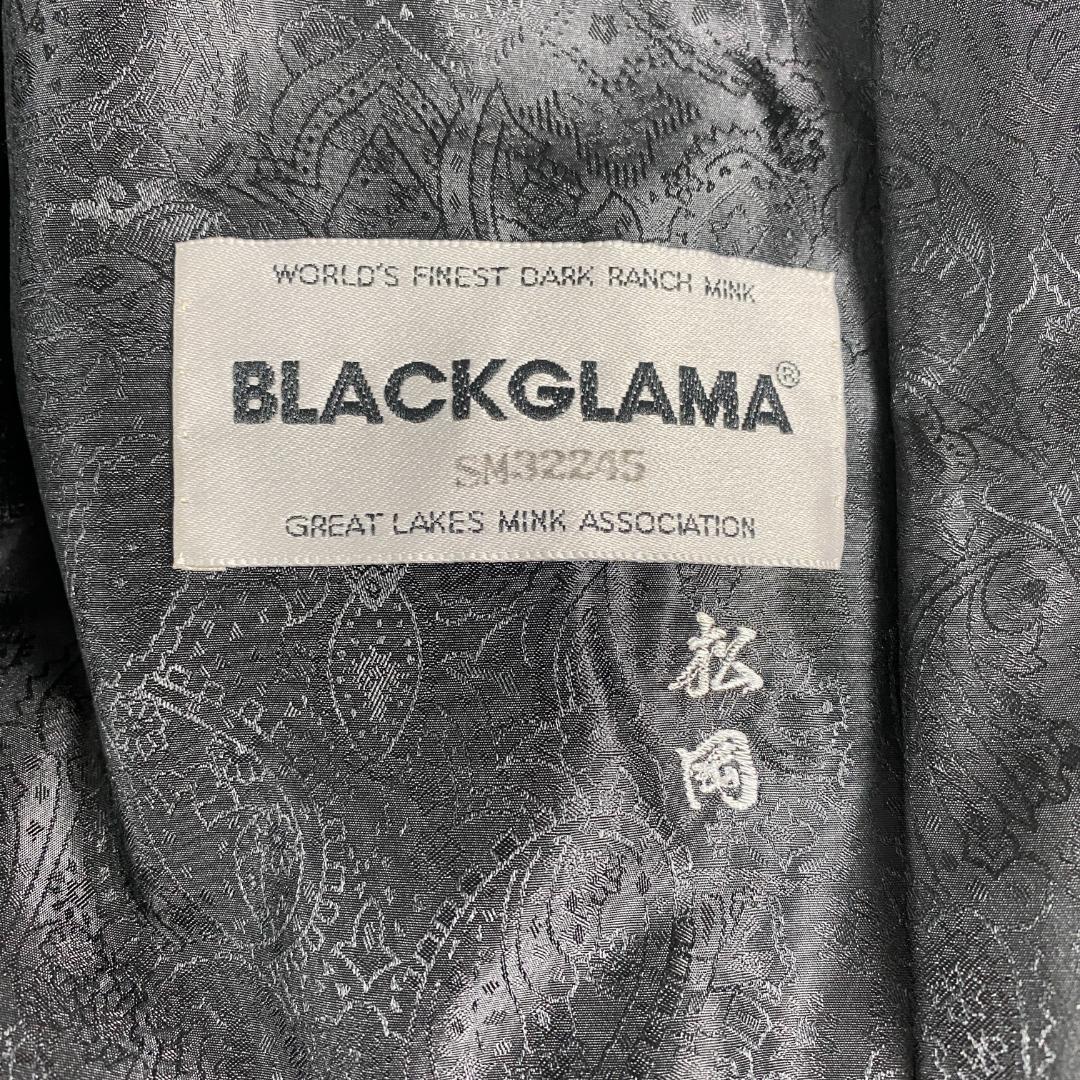 WORLD'S FINEST DARK RANCH MINK
BLACKGLAMA®
SM32245
GREAT LAKES MINK ASSOCIATION
松岡